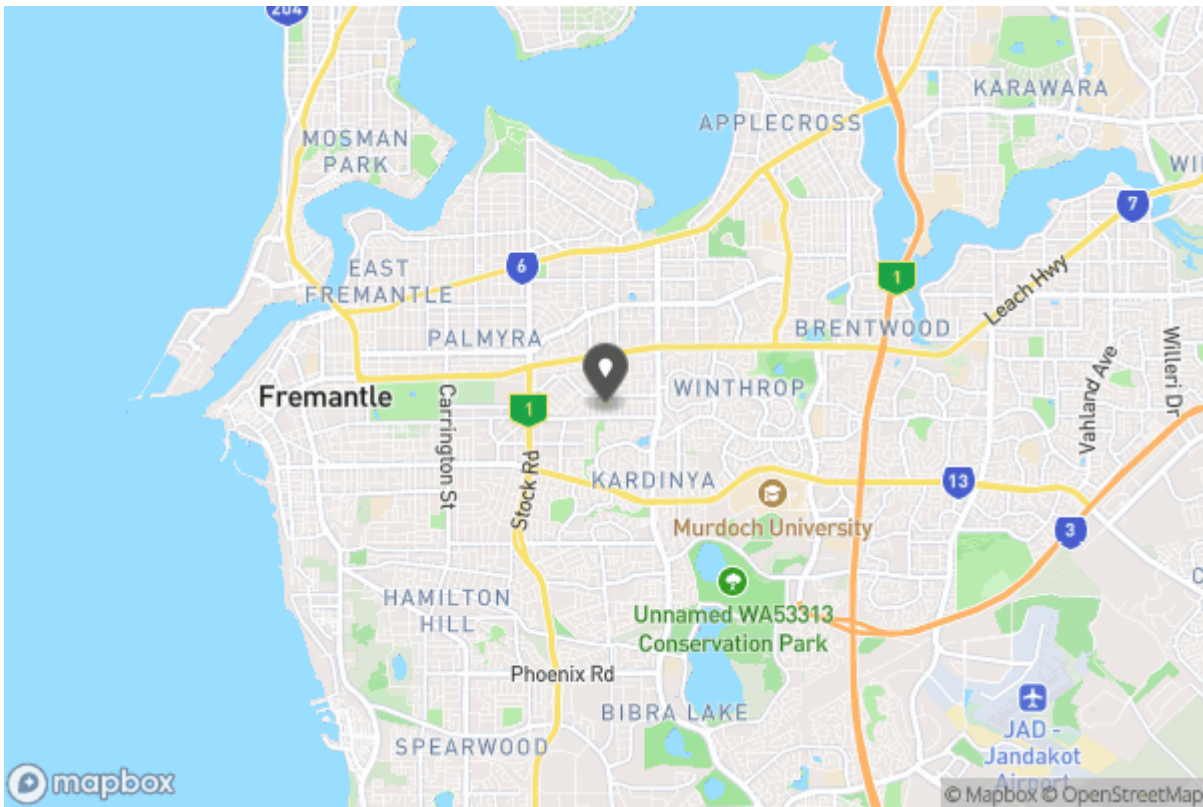 204
KARAWARA
APPLECROSS
MOSMAN
PARK
WI
7
EAST
FREMANTLE
6
1
Leach Hwy
PALMYRA
BRENTWOOD
Willeri Dr
Vahland Ave
Fremantle
WINTHROP
Carrington St
1
Stock Rd
KARDINYA
13
Murdoch University
3
HAMILTON
HILL
Unnamed WA53313
Conservation Park
C
Phoenix Rd
BIBRA LAKE
JAD -
Jandakot
Airport
SPEARWOOD
mapbox
© Mapbox © OpenStreetMap